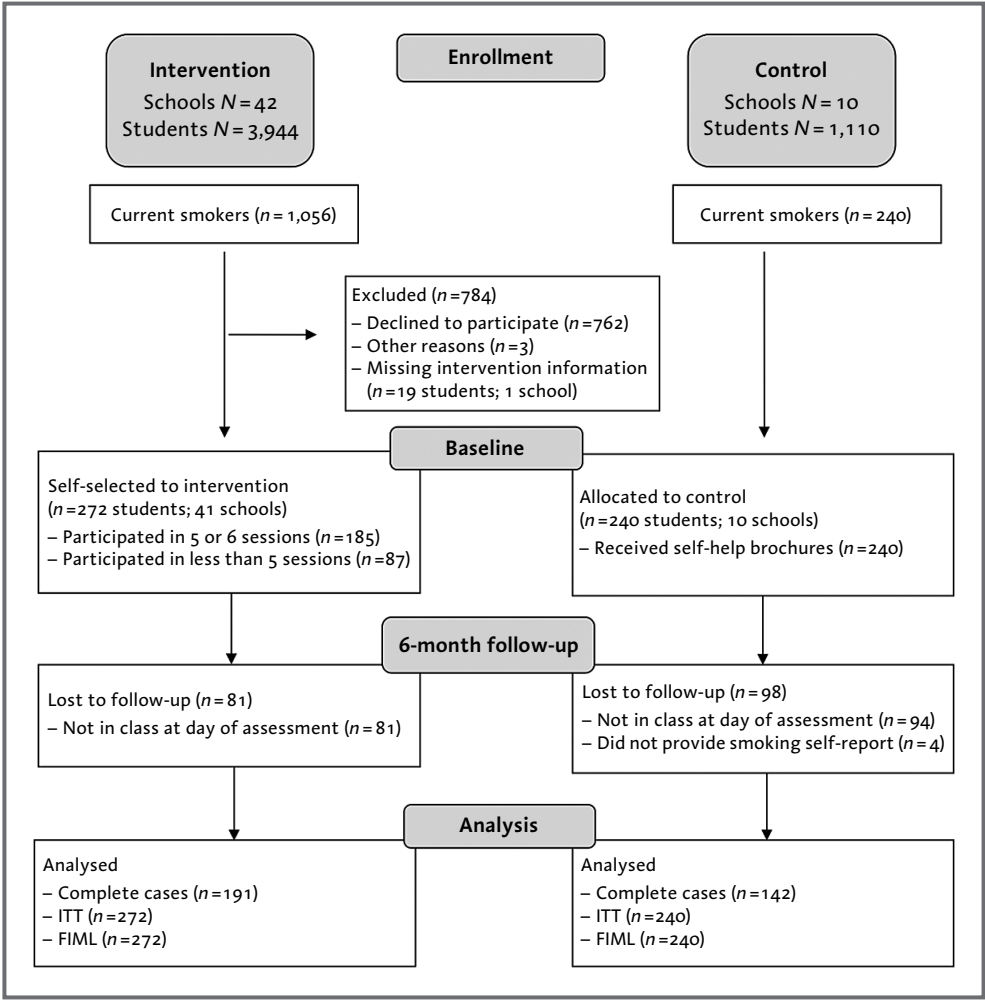 Enrollment
Intervention
Schools N = 42
Students N = 3,944
Control
Schools N = 10
Students N = 1,110
Current smokers (n = 1,056)
Current smokers (n = 240)
Excluded (n =784)
– Declined to participate (n =762)
– Other reasons (n =3)
– Missing intervention information
(n =19 students; 1 school)
Baseline
Self-selected to intervention
(n =272 students; 41 schools)
– Participated in 5 or 6 sessions (n =185)
– Participated in less than 5 sessions (n =87)
Allocated to control
(n =240 students; 10 schools)
– Received self-help brochures (n =240)
6-month follow-up
Lost to follow-up (n = 81)
– Not in class at day of assessment (n = 81)
Lost to follow-up (n = 98)
– Not in class at day of assessment (n = 94)
– Did not provide smoking self-report (n = 4)
Analysis
Analysed
– Complete cases (n =191)
– ITT (n =272)
– FIML (n =272)
Analysed
– Complete cases (n =142)
– ITT (n =240)
– FIML (n =240)